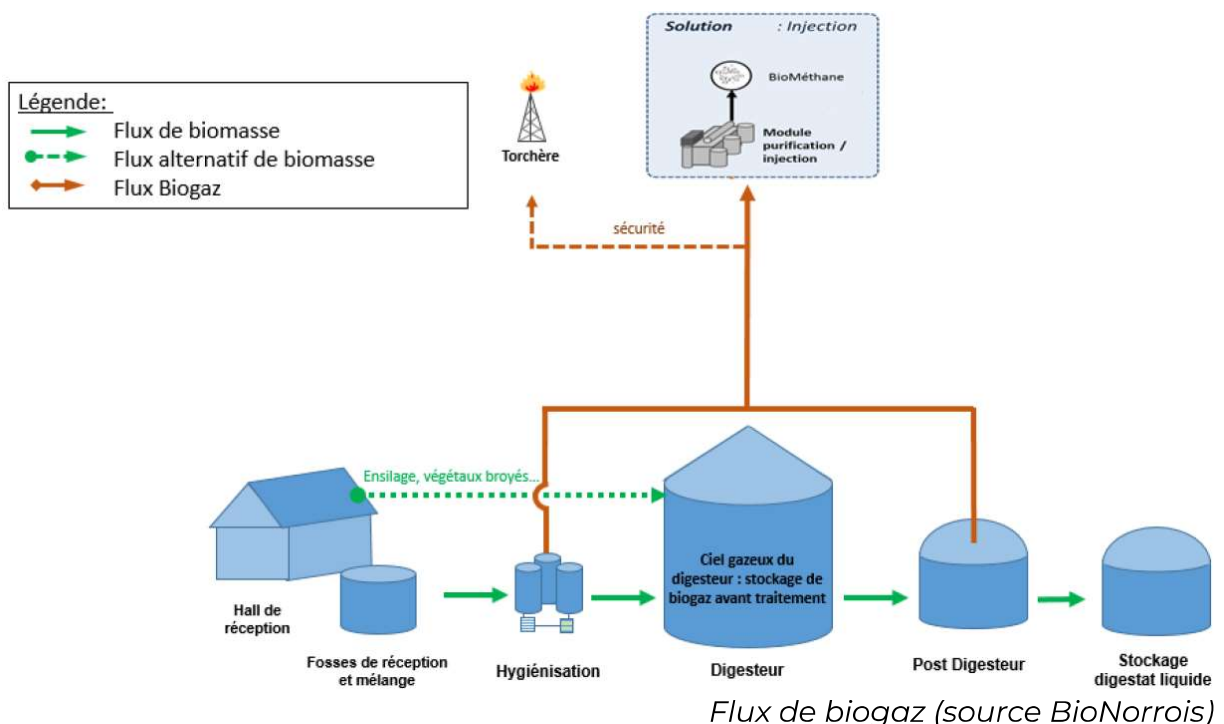 Solution : Injection
BioMéthane
Module
purification /
injection
Légende:
Flux de biomasse
Flux alternatif de biomasse
Flux Biogaz
Torchère
sécurité
Ensilage, végétaux broyés...
Ciel gazeux du
digesteur : stockage de
biogaz avant traitement
Hall de
réception
Fosses de réception
et mélange
Hygiénisation
Digesteur
Post Digesteur
Stockage
digestat liquide
Flux de biogaz (source BioNorrois)